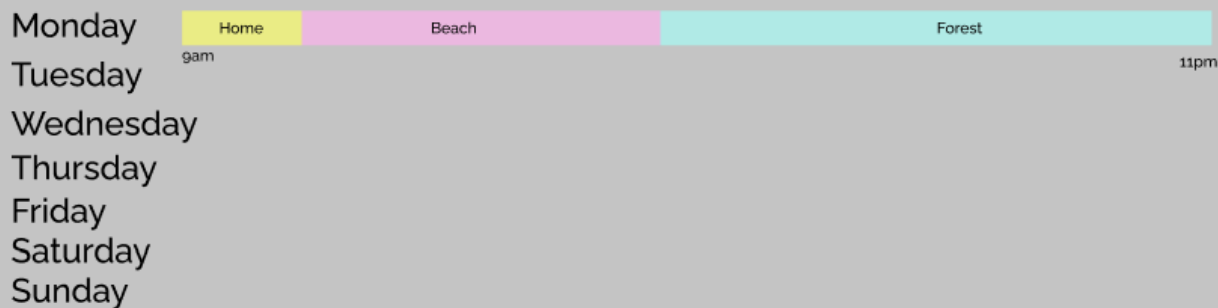 Monday Home Beach Forest
9am 11pm
Tuesday
Wednesday
Thursday
Friday
Saturday
Sunday